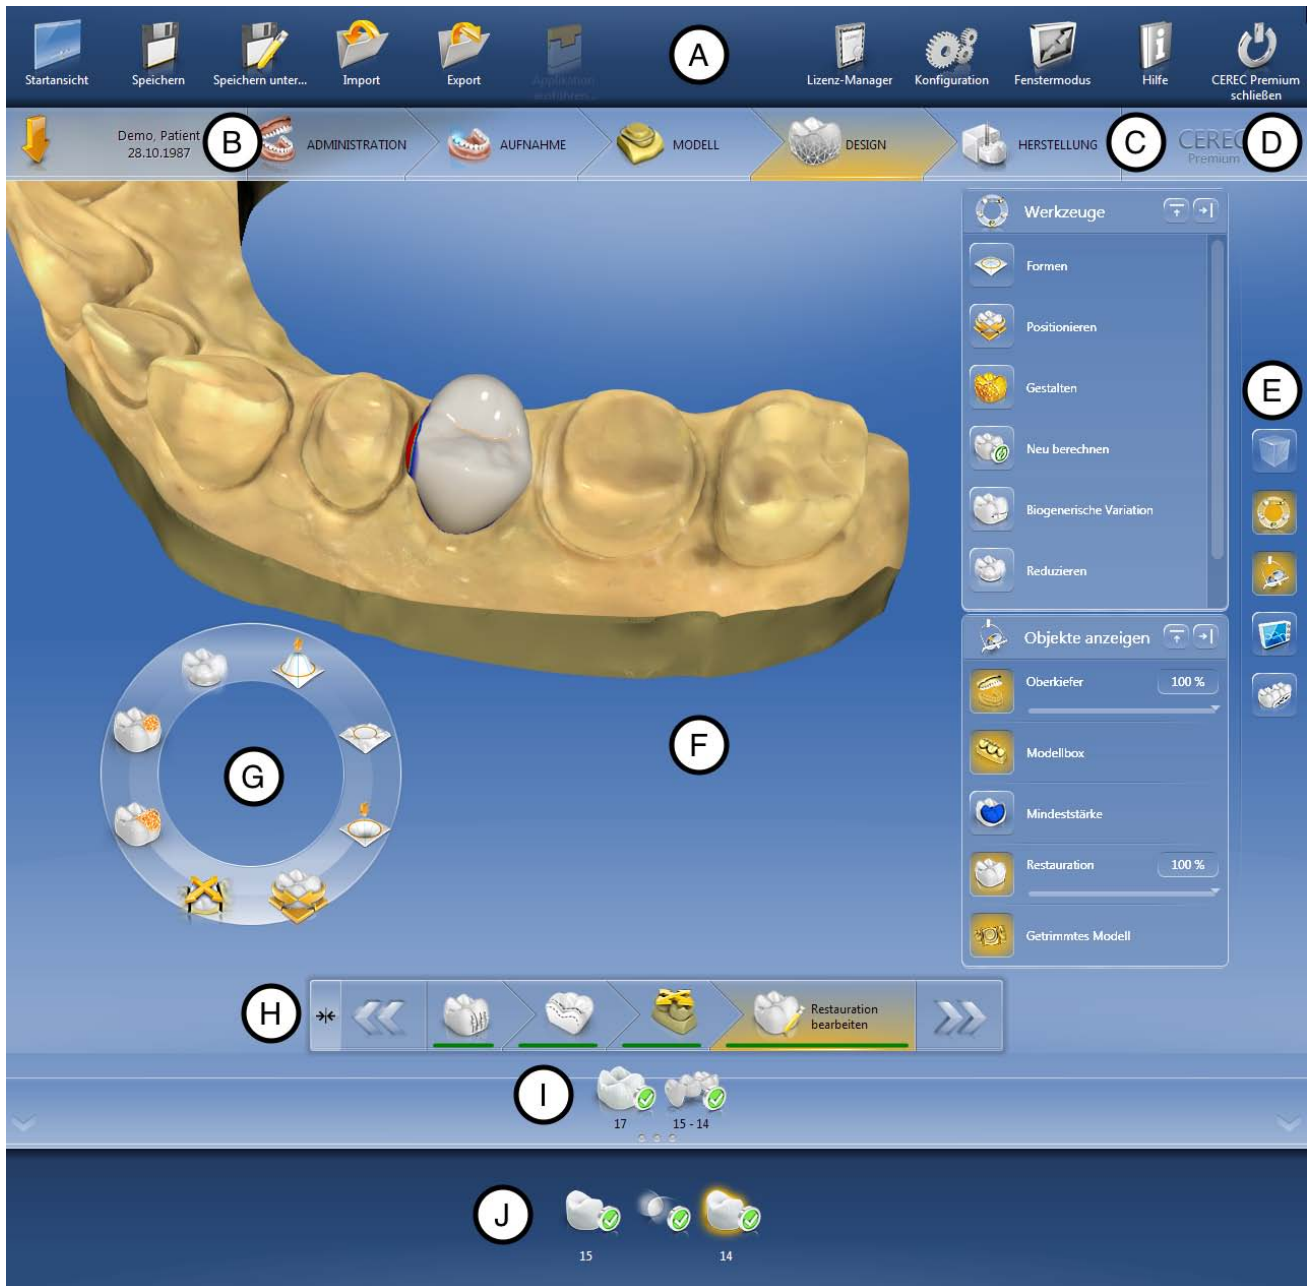 Startansicht
Speichern
Speichern unter...
Import
Export
Applikation
ausführen...
A
Lizenz-Manager
Konfiguration
Fenstermodus
Hilfe
CEREC Premium
schließen
Demo, Patient
28.10.1987
B
ADMINISTRATION
AUFNAHME
MODELL
DESIGN
HERSTELLUNG
C
CEREC
Premium
D
Werkzeuge
Formen
Positionieren
Gestalten
Neu berechnen
Biogenerische Variation
Reduzieren
E
Objekte anzeigen
Oberkiefer
100 %
Modellbox
Mindeststärke
Restauration
100 %
Getrimmtes Modell
F
G
H
Restauration
bearbeiten
I
17
15 - 14
J
15
14